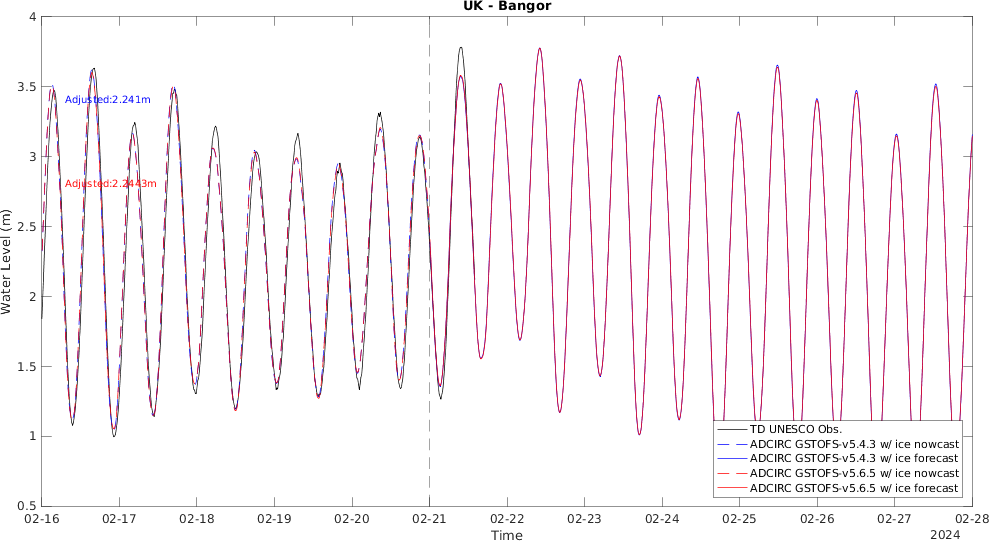 UK - Bangor
4
3.5
3
2.5
2
1.5
1
0.5
Water Level (m)
Adjusted:2.241m
Adjusted:2.2443m
TD UNESCO Obs.
ADCIRC GSTOFS-v5.4.3 w/ ice nowcast
ADCIRC GSTOFS-v5.4.3 w/ ice forecast
ADCIRC GSTOFS-v5.6.5 w/ ice nowcast
ADCIRC GSTOFS-v5.6.5 w/ ice forecast
02-16 02-17 02-18 02-19 02-20 02-21 02-22 02-23 02-24 02-25 02-26 02-27 02-28
Time
2024